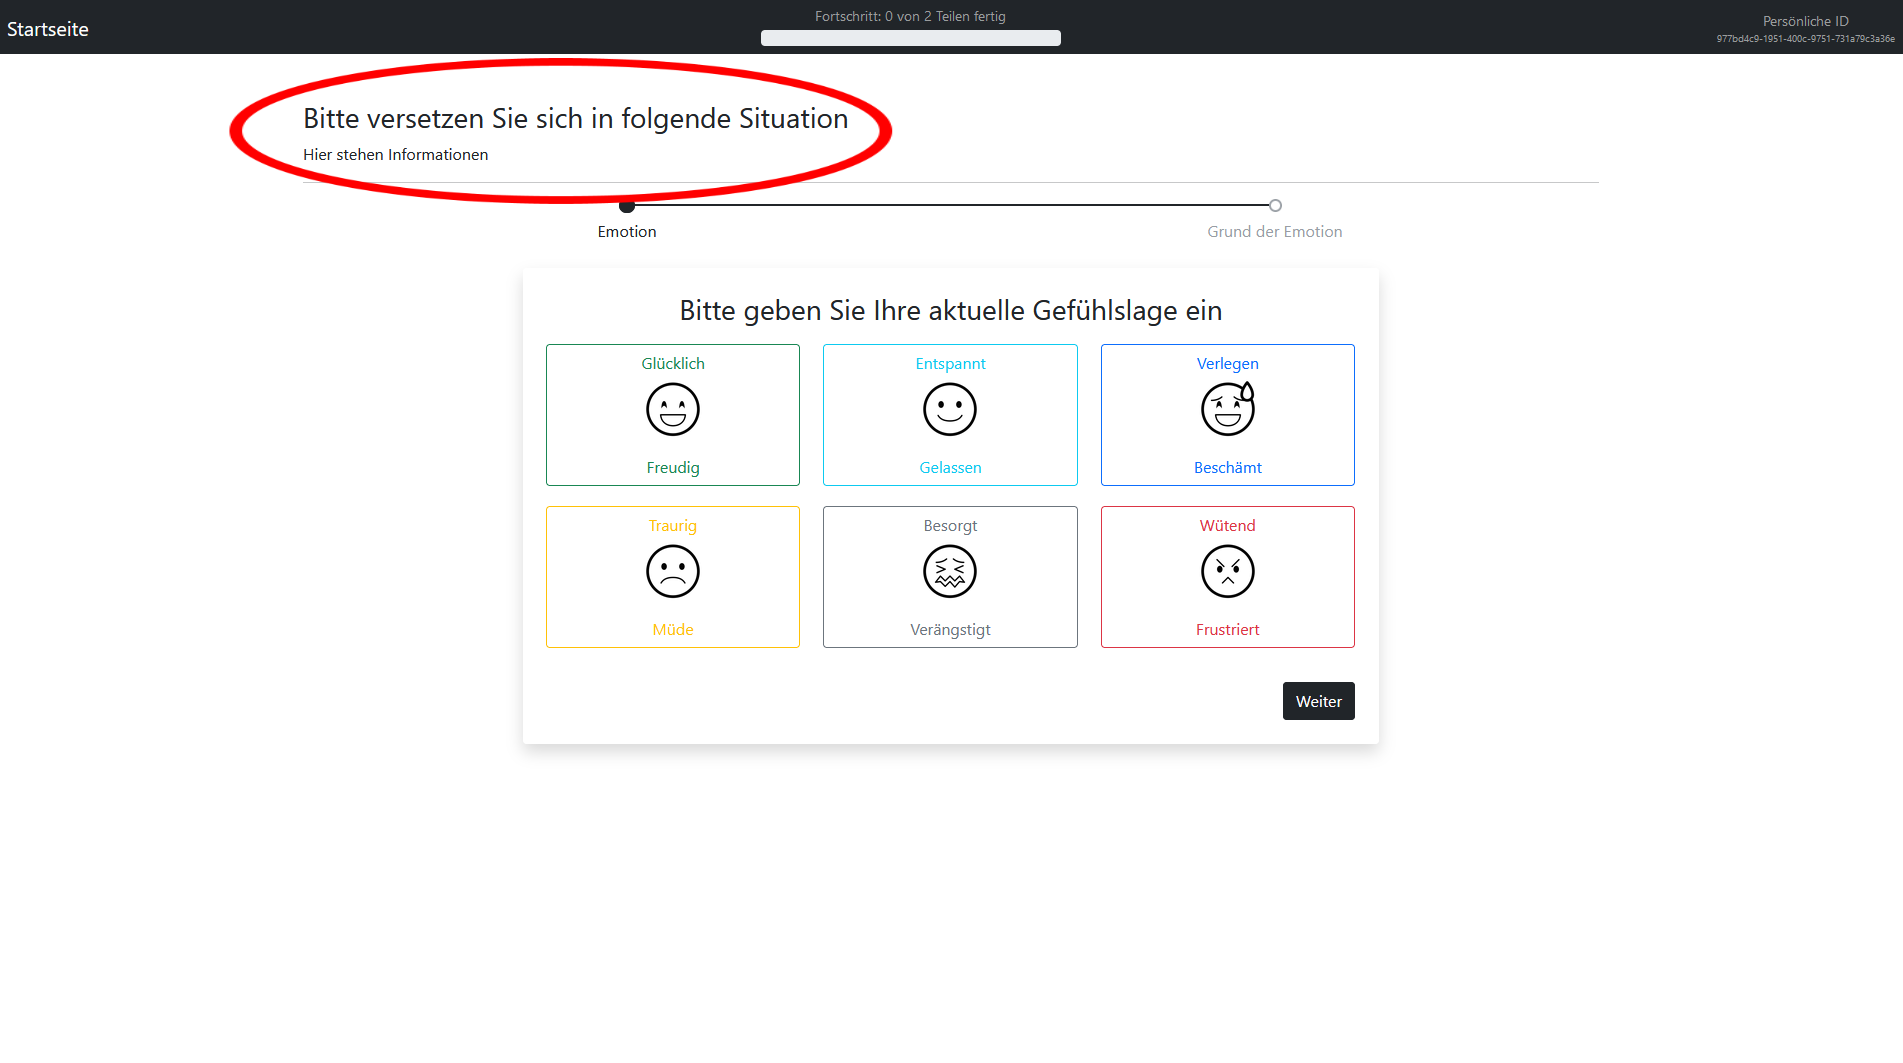 Startseite
Fortschritt: 0 von 2 Teilen fertig
Persönliche ID
977bd4c9-1951-400c-9751-731a79c3a36e
Bitte versetzen Sie sich in folgende Situation
Hier stehen Informationen
Emotion
Grund der Emotion
Bitte geben Sie Ihre aktuelle Gefühlslage ein
Glücklich
Freudig
Entspannt
Gelassen
Verlegen
Beschämt
Traurig
Müde
Besorgt
Verängstigt
Wütend
Frustriert
Weiter